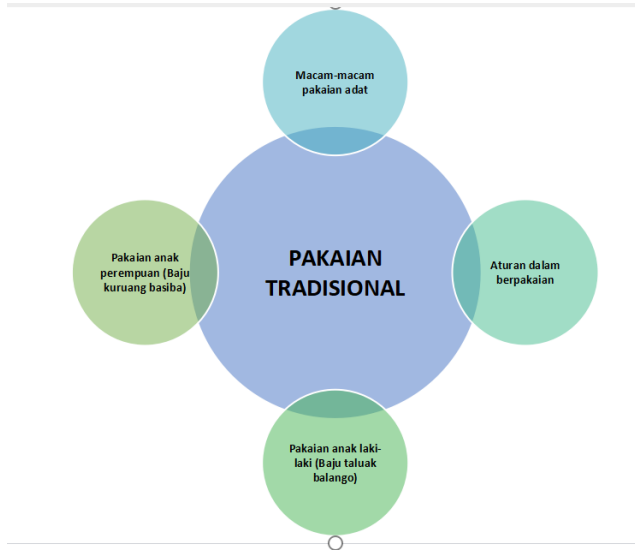 Macam-macam
pakaian adat
Pakaian anak
perempuan (Baju
kuruang basiba)
PAKAIAN
TRADISIONAL
Aturan dalam
berpakaian
Pakaian anak laki-
laki (Baju taluak
balango)